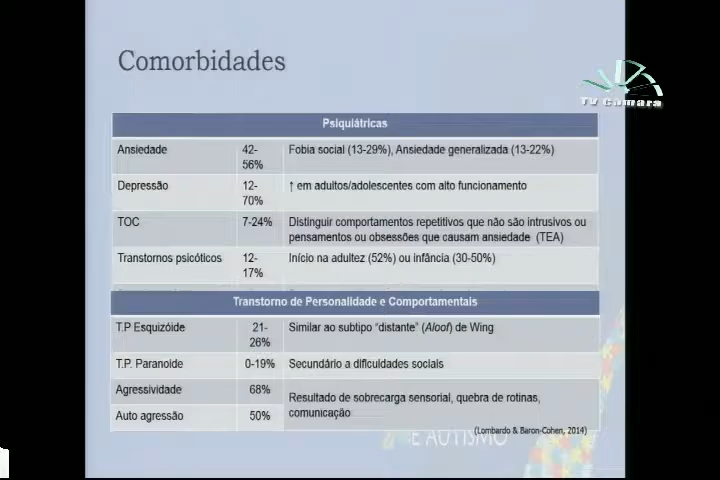 Comorbidades
TV Camara
Psiquiátricas
Ansiedade 42-56% Fobia social (13-29%), Ansiedade generalizada (13-22%)
Depressão 12-70% ↑ em adultos/adolescentes com alto funcionamento
TOC 7-24% Distinguir comportamentos repetitivos que não são intrusivos ou
pensamentos ou obsessões que causam ansiedade (TEA)
Transtornos psicóticos 12-17% Início na adultez (52%) ou infância (30-50%)
Transtorno de Personalidade e Comportamentais
T.P Esquizóide 21-26% Similar ao subtipo "distante" (Aloof) de Wing
T.P. Paranoide 0-19% Secundário a dificuldades sociais
Agressividade 68% Resultado de sobrecarga sensorial, quebra de rotinas,
comunicação
Auto agressão 50%
(Lombardo & Baron-Cohen, 2014)
E AUTISMO